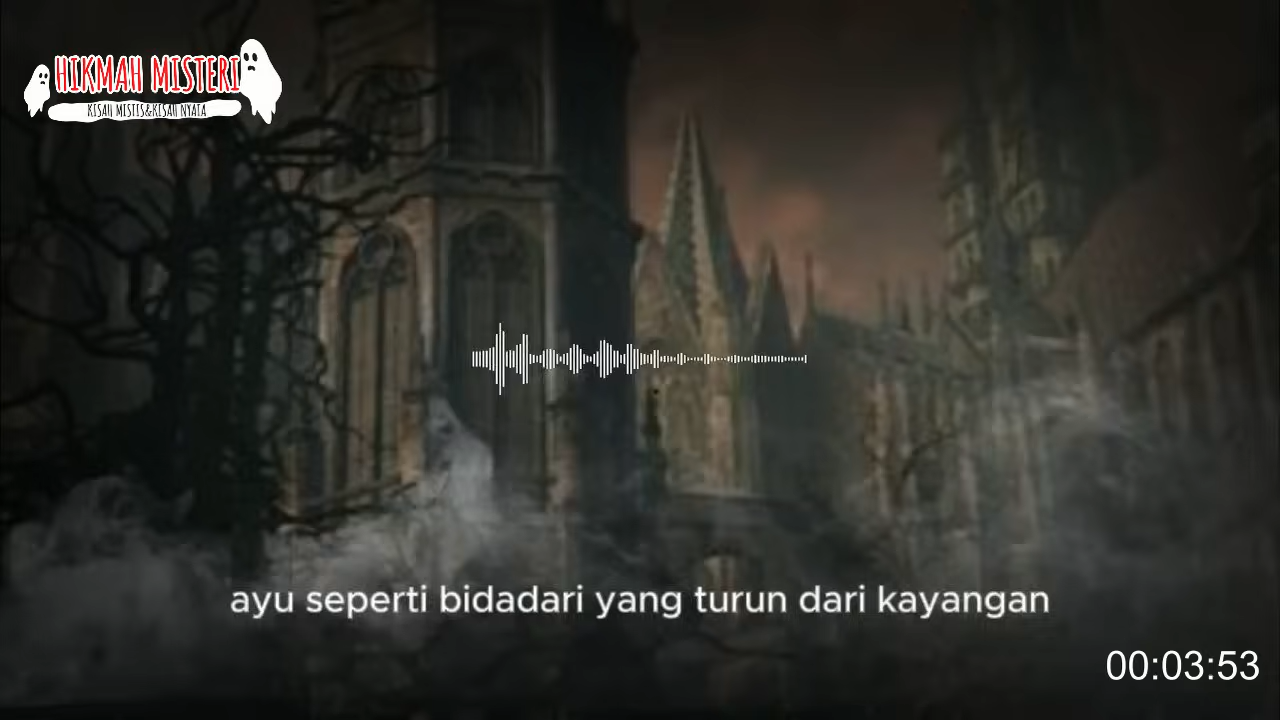 HIKMAH MISTERI
KISAH MISTIS&KISAH NYATA
ayu seperti bidadari yang turun dari kayangan
00:03:53